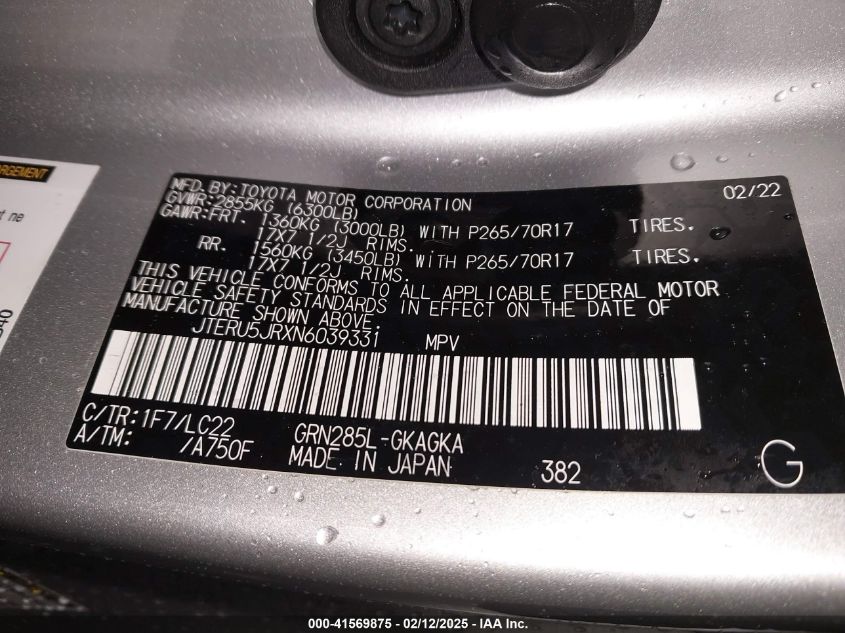 RGEMENT
t ne
640
MFD. BY: TOYOTA MOTOR CORPORATION 02/22
GVWR: 2855KG (6300LB)
GAWR: FRT. 1360KG (3000LB) WITH P265/70R17 TIRES.
17X7 1/2J RIMS.
RR. 1560KG (3450LB) WITH P265/70R17 TIRES.
17X7 1/2J RIMS.
THIS VEHICLE CONFORMS TO ALL APPLICABLE FEDERAL MOTOR
VEHICLE SAFETY STANDARDS IN EFFECT ON THE DATE OF
MANUFACTURE SHOWN ABOVE.
JTERU5JRXN6039331 MPV
C/TR: 1F7/LC22 GRN285L-GKAGKA
A/TM: /A750F MADE IN JAPAN 382 G
000-41569875 - 02/12/2025 - IAA Inc.